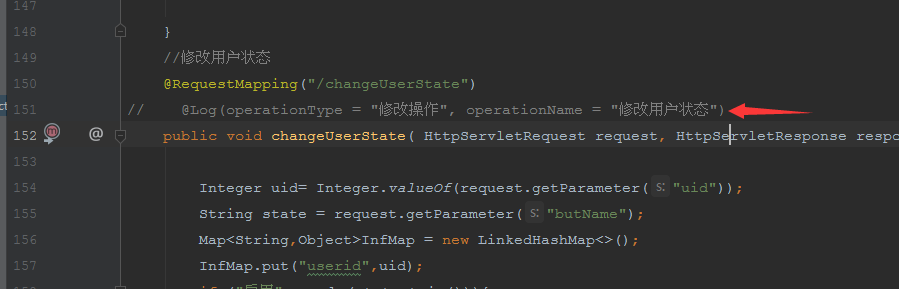 147
148 }
149 //修改用户状态
150 @RequestMapping("/changeUserState")
151 // @Log(operationType = "修改操作", operationName = "修改用户状态")
152 @ public void changeUserState( HttpServletRequest request, HttpServletResponse respo
153
154 Integer uid= Integer.valueOf(request.getParameter( s: "uid"));
155 String state = request.getParameter( s: "butName");
156 Map<String,Object>InfMap = new LinkedHashMap<>();
157 InfMap.put("userid",uid);